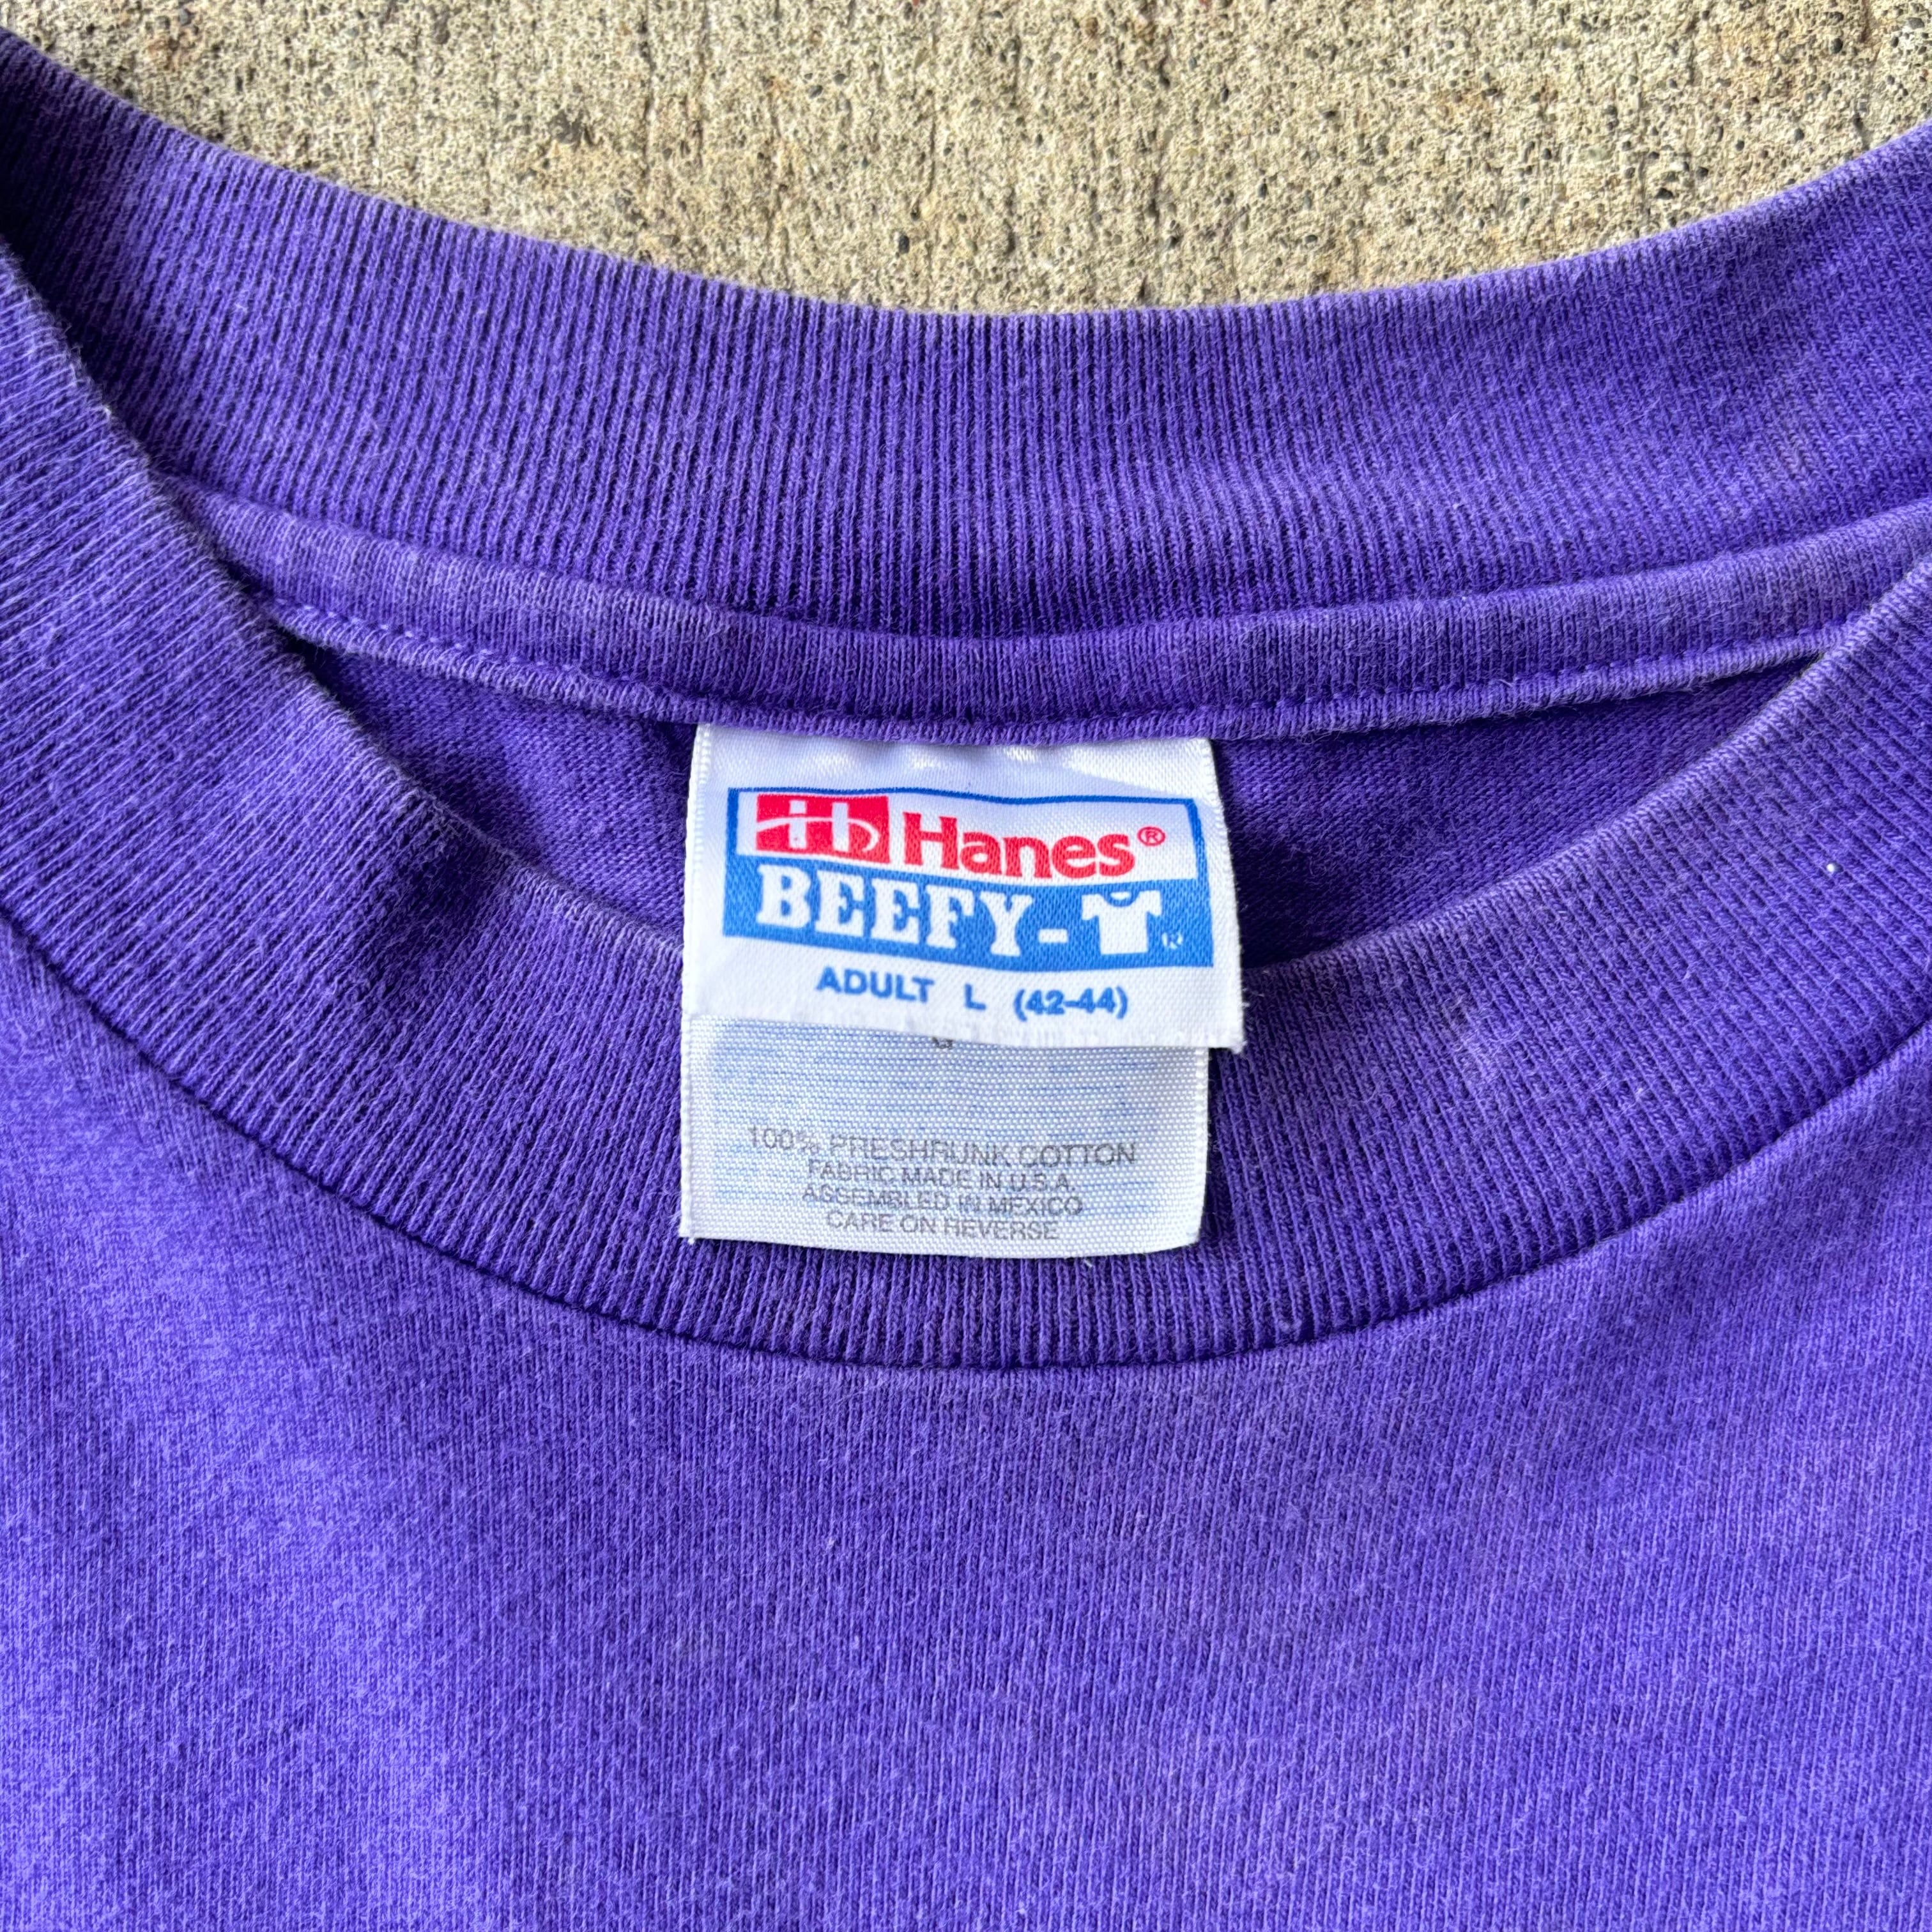 Hanes®
BEEFY-T®
ADULT L (42-44)
G
100% PRESHRUNK COTTON
FABRIC MADE IN U.S.A.
ASSEMBLED IN MEXICO
CARE ON REVERSE